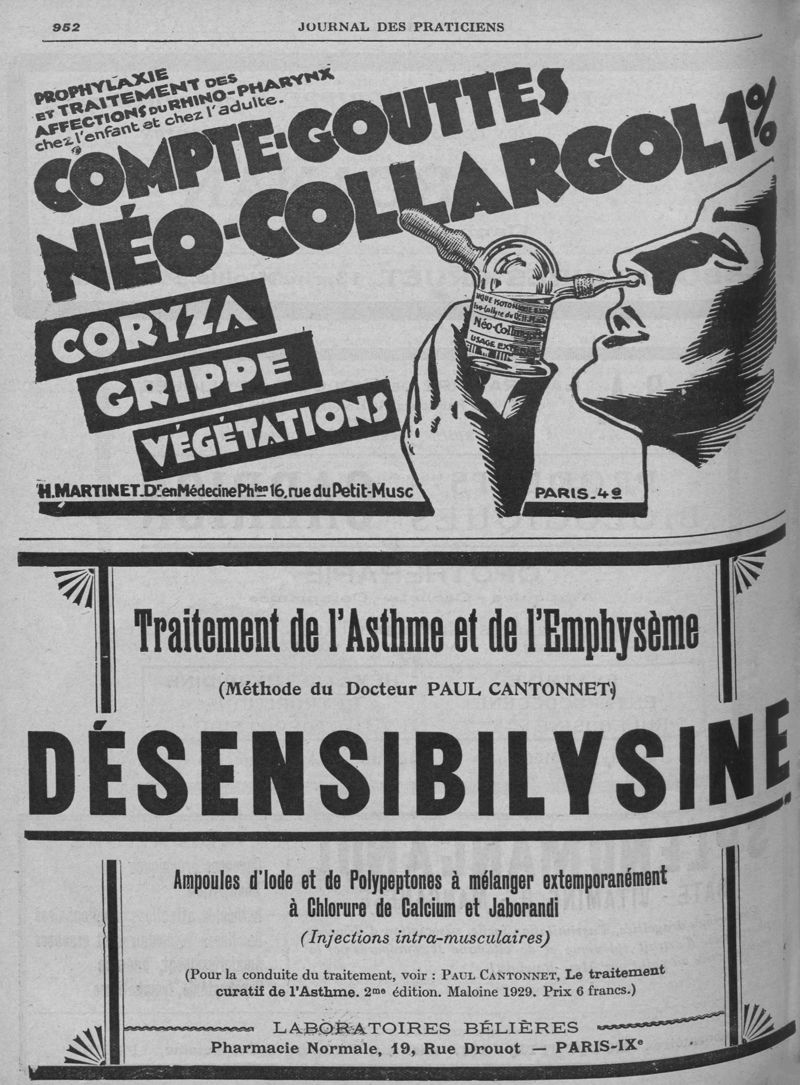 952
JOURNAL DES PRATICIENS
PROPHYLAXIE
ET TRAITEMENT DES
AFFECTIONS DU RHINO-PHARYNX
chez l'enfant et chez l'adulte.
COMPTE-GOUTTES
NÉO-COLLARGOL 1%
CORYZA
GRIPPE
VÉGÉTATIONS
Néo-Collargol
USAGE EXTERNE
H. MARTINET_Dr en Médecine Phien 16, rue du Petit-Musc
PARIS_4e
Traitement de l'Asthme et de l'Emphysème
(Méthode du Docteur PAUL CANTONNET)
DÉSENSIBILYSINE
Ampoules d'Iode et de Polypeptones à mélanger extemporanément
à Chlorure de Calcium et Jaborandi
(Injections intra-musculaires)
(Pour la conduite du traitement, voir : PAUL CANTONNET, Le traitement
curatif de l'Asthme. 2me édition. Maloine 1929. Prix 6 francs.)
LABORATOIRES BÉLIÈRES
Pharmacie Normale, 19, Rue Drouot — PARIS-IXe